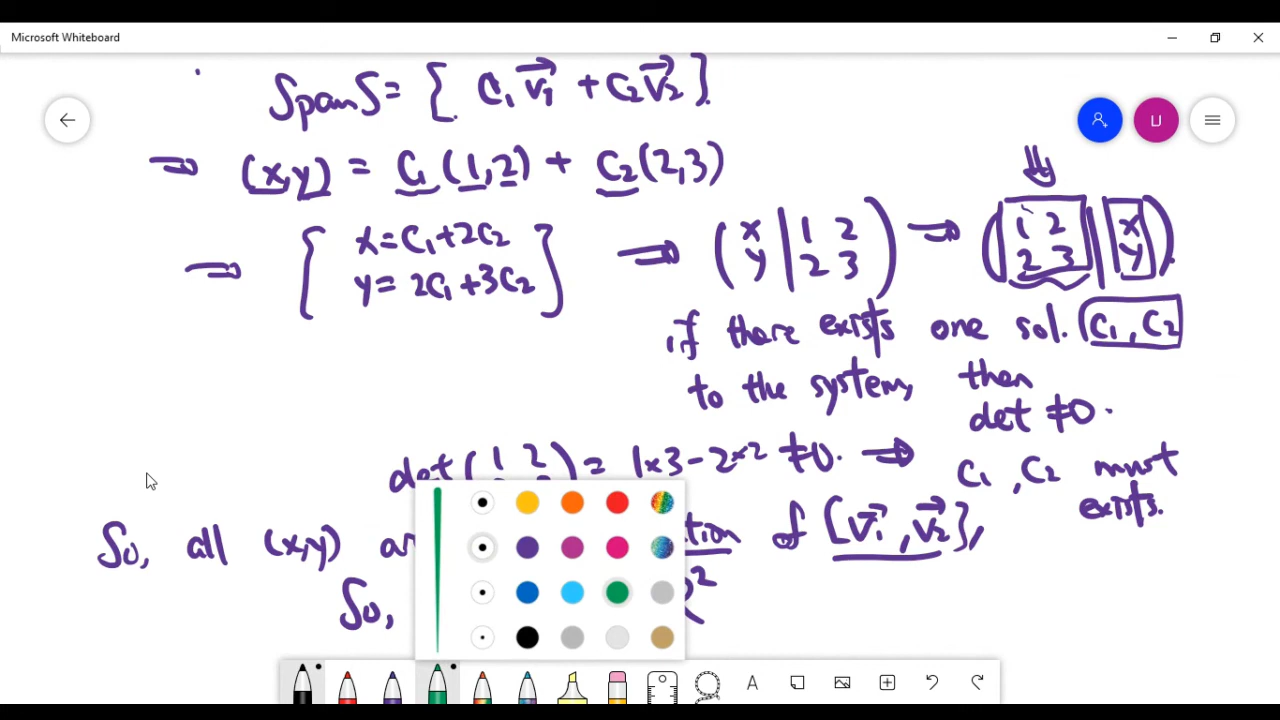 Microsoft Whiteboard
Span S = { C₁ v₁ + C₂ v₂ }.
⇒ (x,y) = C₁ (1,2) + C₂ (2,3)
⇒ { x = C₁ + 2C₂
y = 2C₁ + 3C₂ } ⇒ ( x | 1 2
y | 2 3 ) ⇒ ( 1 2 | x
2 3 | y ).
if there exists one sol. C₁, C₂
to the system, then
det ≠ 0.
det ( 1 2 ) = 1×3 - 2×2 ≠ 0. ⇒ C₁, C₂ must
exists.
So, all (x,y) of {v₁, v₂},
So,
U
A